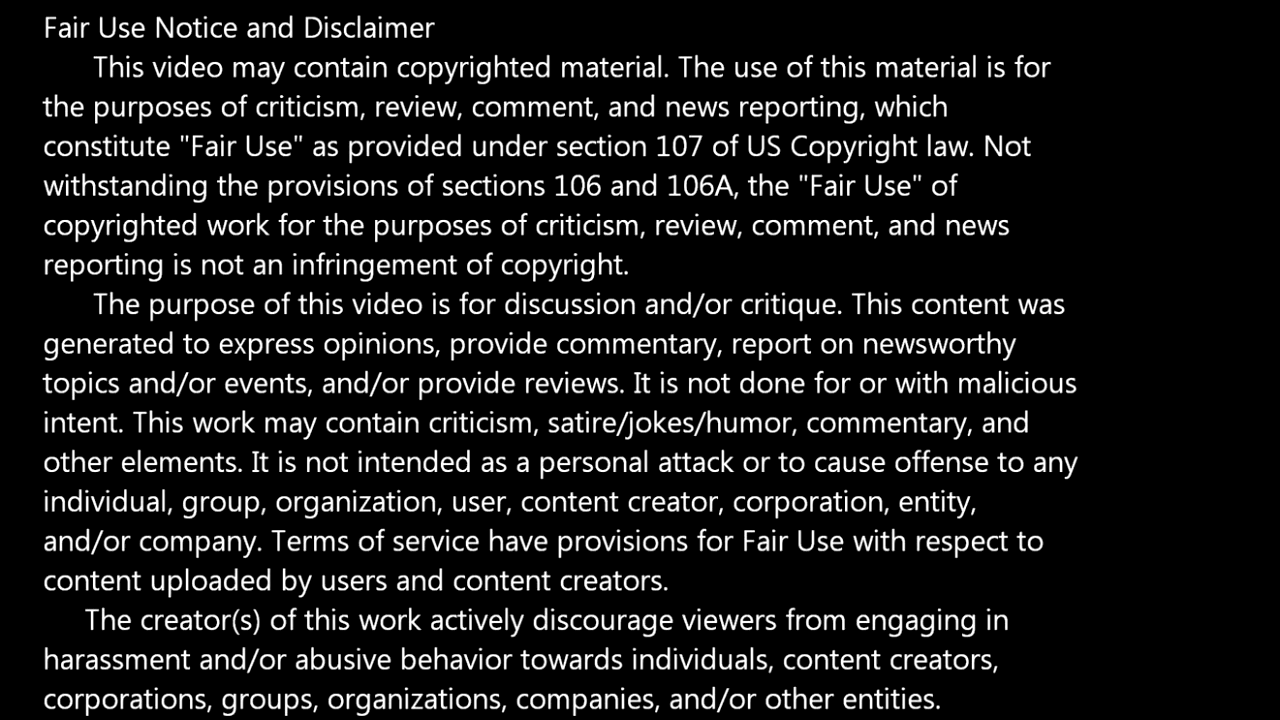 Fair Use Notice and Disclaimer
This video may contain copyrighted material. The use of this material is for
the purposes of criticism, review, comment, and news reporting, which
constitute "Fair Use" as provided under section 107 of US Copyright law. Not
withstanding the provisions of sections 106 and 106A, the "Fair Use" of
copyrighted work for the purposes of criticism, review, comment, and news
reporting is not an infringement of copyright.
The purpose of this video is for discussion and/or critique. This content was
generated to express opinions, provide commentary, report on newsworthy
topics and/or events, and/or provide reviews. It is not done for or with malicious
intent. This work may contain criticism, satire/jokes/humor, commentary, and
other elements. It is not intended as a personal attack or to cause offense to any
individual, group, organization, user, content creator, corporation, entity,
and/or company. Terms of service have provisions for Fair Use with respect to
content uploaded by users and content creators.
The creator(s) of this work actively discourage viewers from engaging in
harassment and/or abusive behavior towards individuals, content creators,
corporations, groups, organizations, companies, and/or other entities.